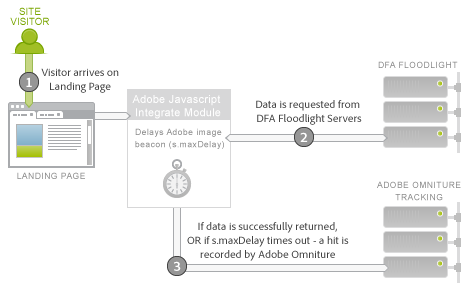 SITE
VISITOR
1
Visitor arrives on
Landing Page
LANDING PAGE
Adobe Javascript
Integrate Module
Delays Adobe image
beacon (s.maxDelay)
Data is requested from
DFA Floodlight Servers
2
DFA FLOODLIGHT
ADOBE OMNITURE
TRACKING
If data is successfully returned,
OR if s.maxDelay times out - a hit is
recorded by Adobe Omniture
3